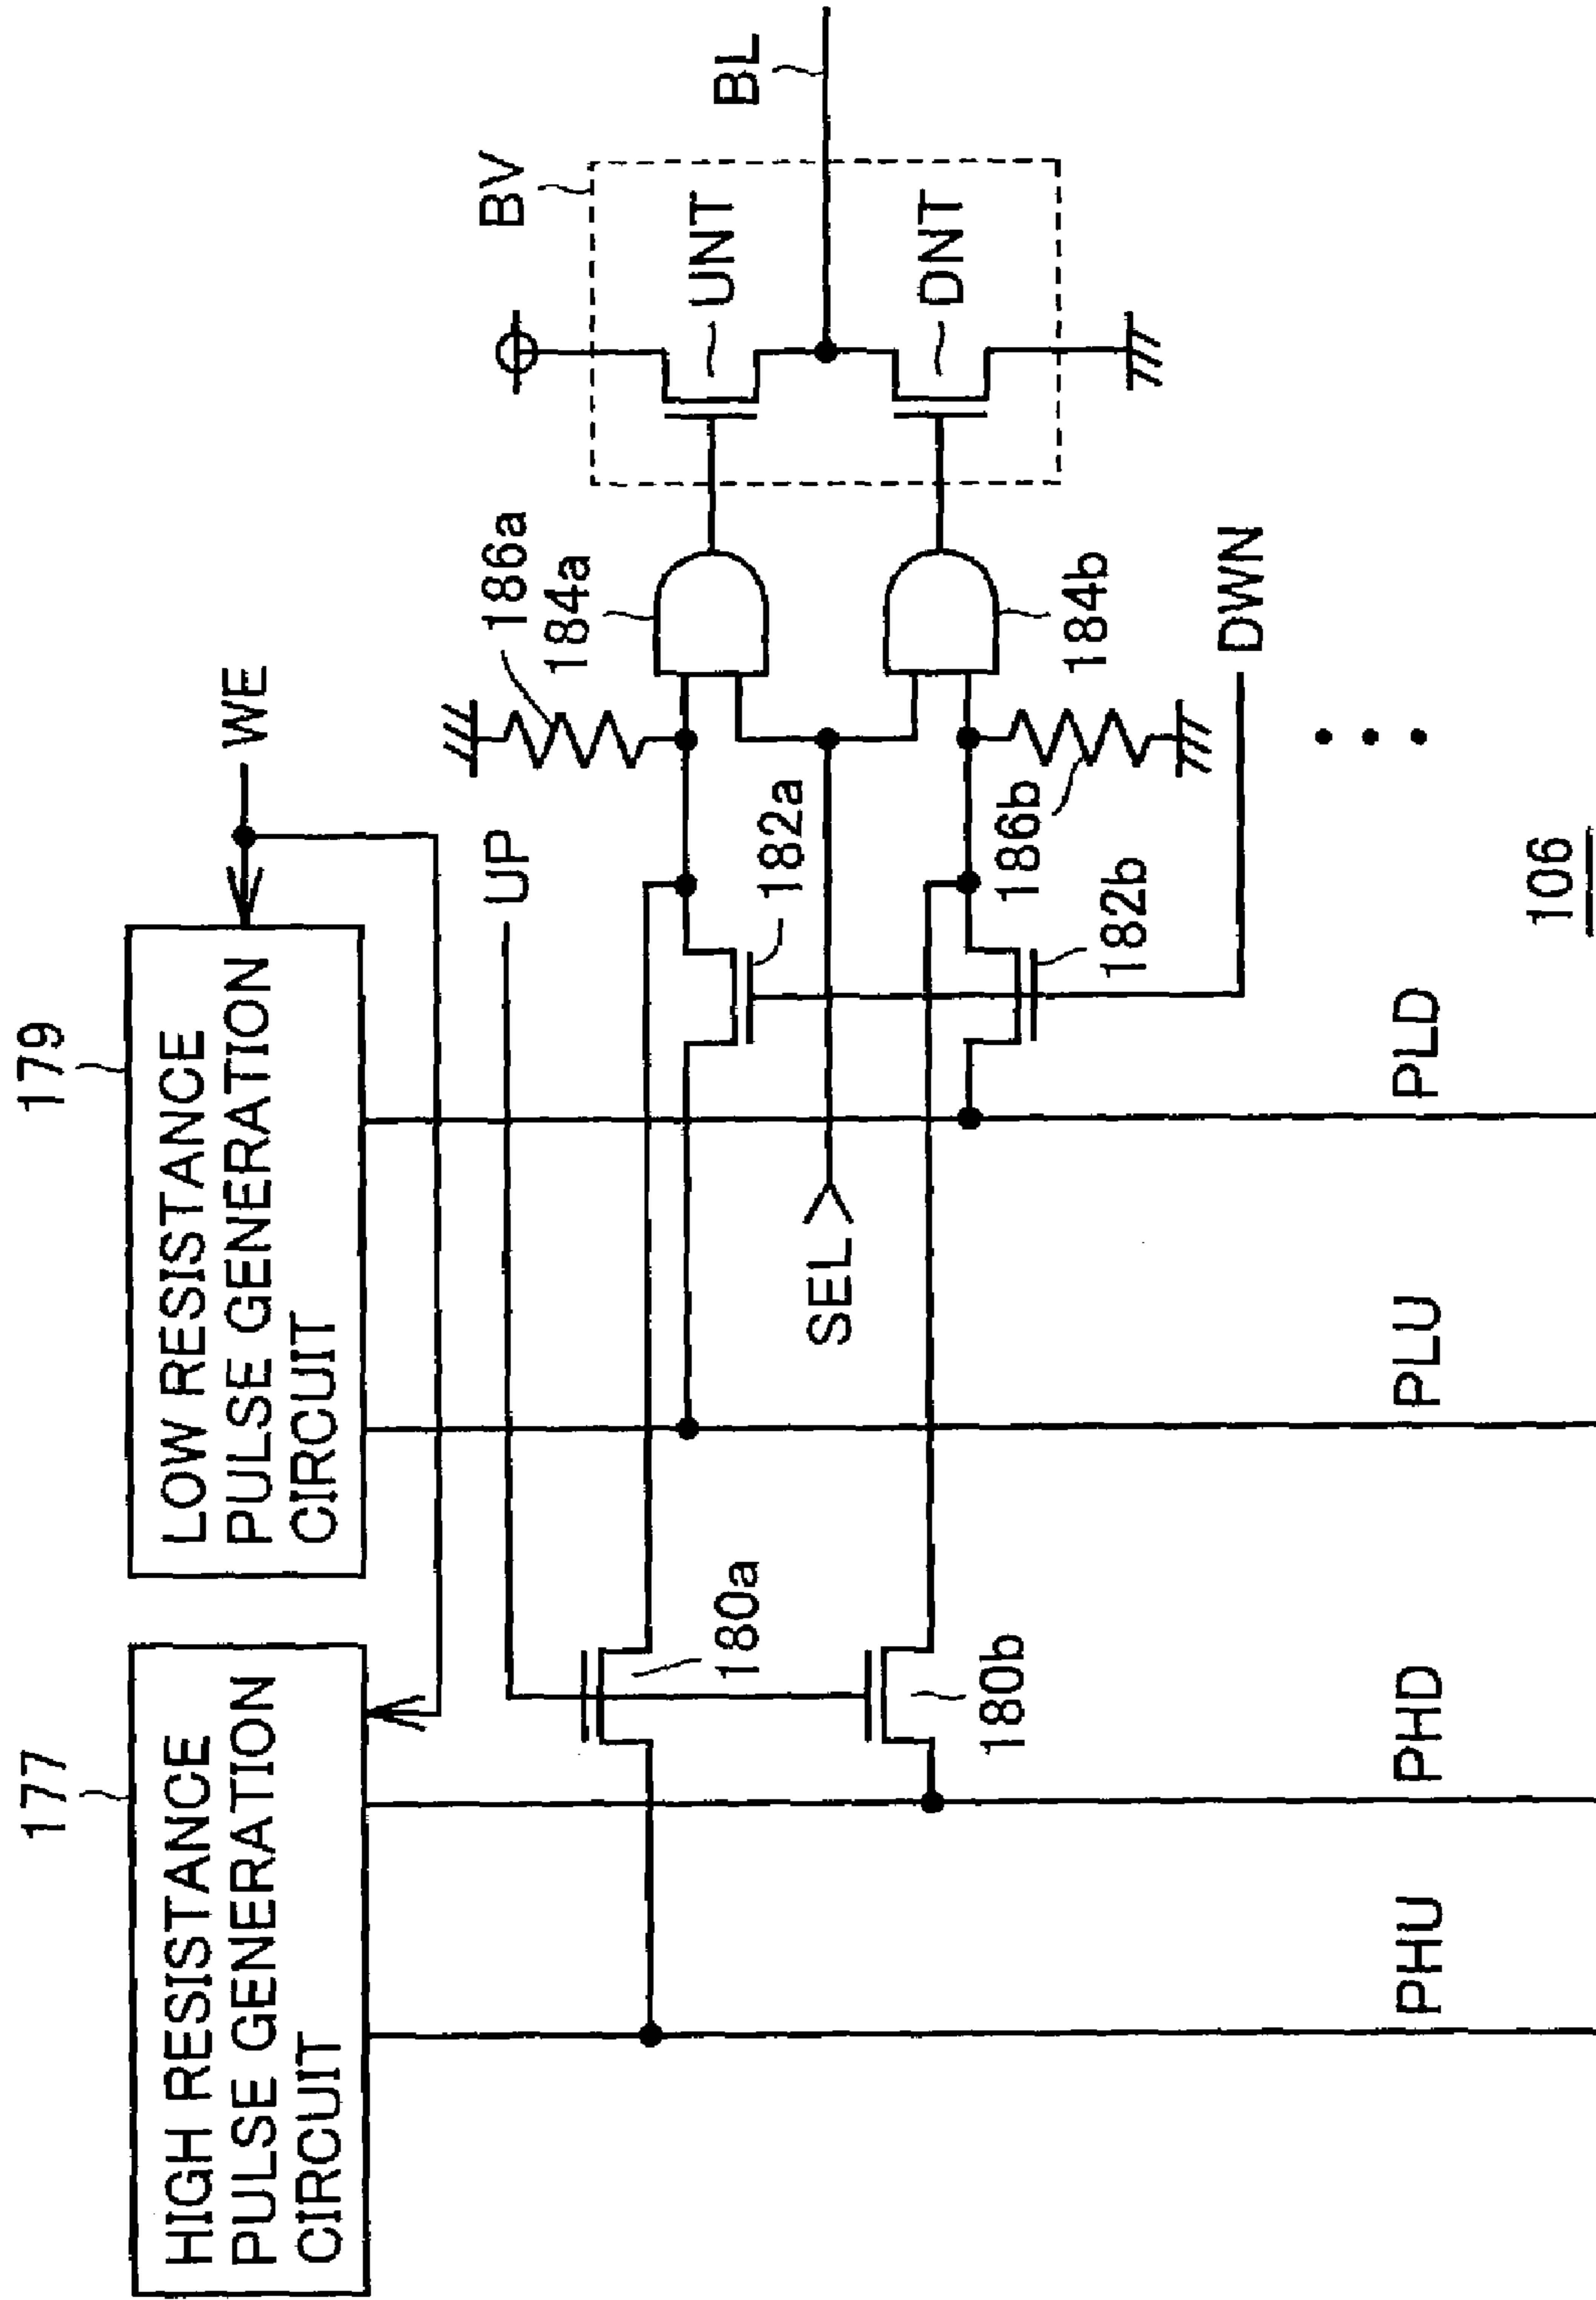 177
HIGH RESISTANCE
PULSE GENERATION
CIRCUIT
179
LOW RESISTANCE
PULSE GENERATION
CIRCUIT
WE
UP
186a
184a
BV
UNT
BL
DNT
182a
180a
SEL
186b
184b
182b
180b
DWN
PHU
PHD
PLU
PLD
106